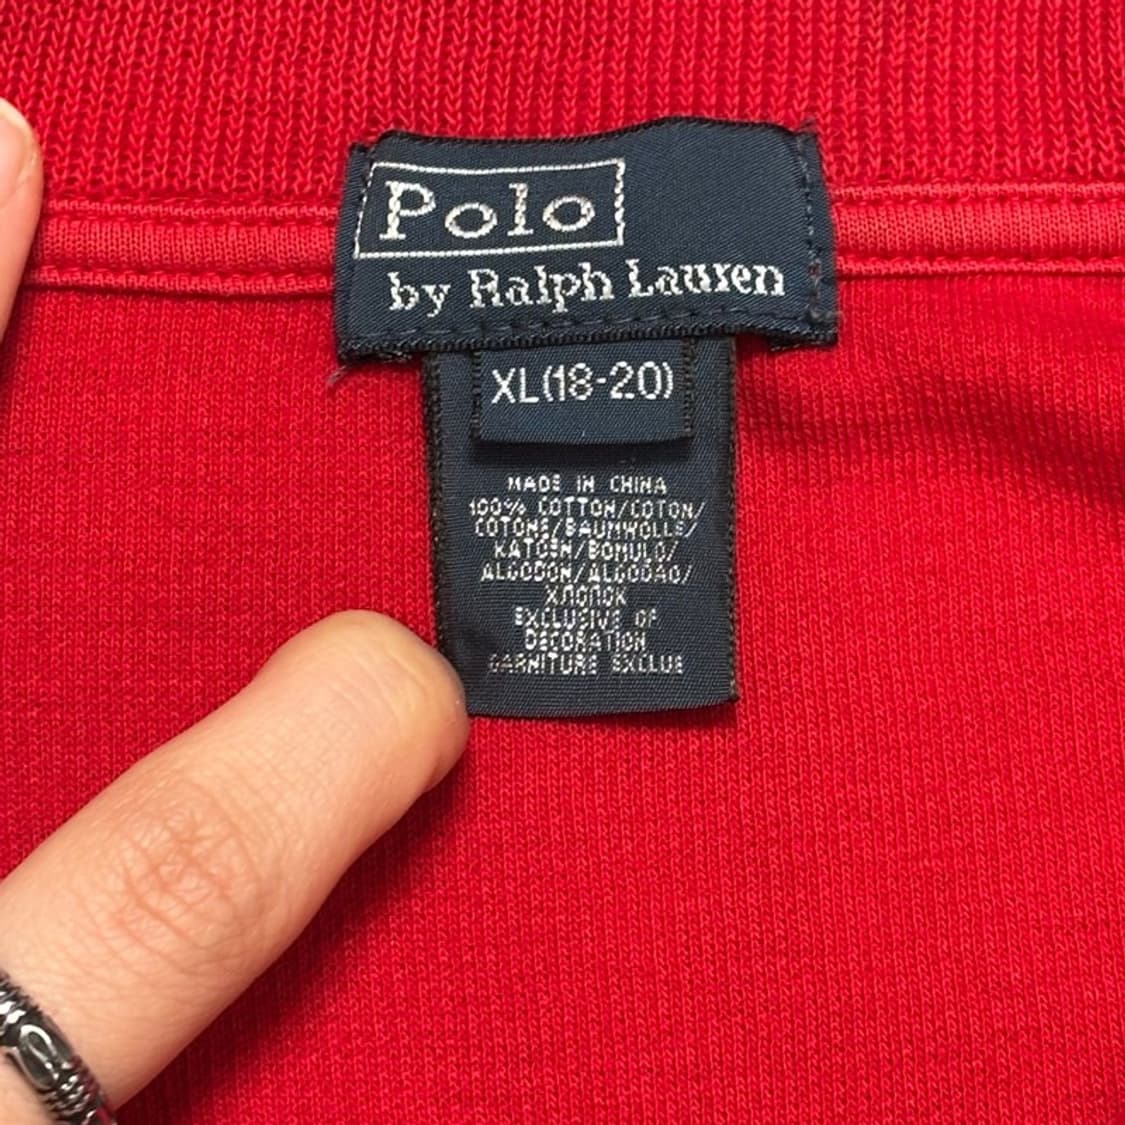 Polo
by Ralph Lauren
XL(18-20)
MADE IN CHINA
100% COTTON/COTON/
COTONE/BAUMWOLLE/
KATOEN/BOMULD/
ALGODON/ALGODAO/
ХЛОПОК
EXCLUSIVE OF
DECORATION
GARNITURE EXCLUE